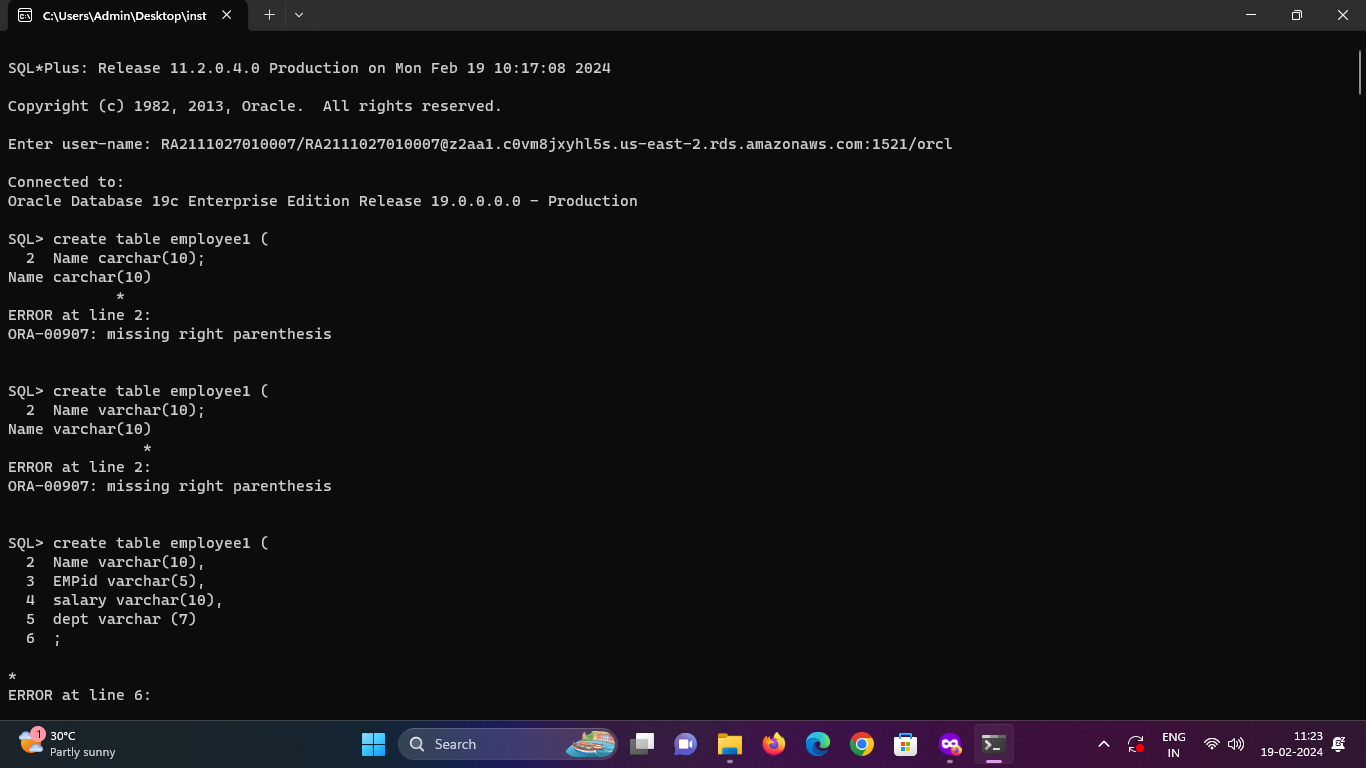 C:\Users\Admin\Desktop\inst
SQL*Plus: Release 11.2.0.4.0 Production on Mon Feb 19 10:17:08 2024
Copyright (c) 1982, 2013, Oracle.  All rights reserved.
Enter user-name: RA2111027010007/RA2111027010007@z2aa1.c0vm8jxyhl5s.us-east-2.rds.amazonaws.com:1521/orcl
Connected to:
Oracle Database 19c Enterprise Edition Release 19.0.0.0.0 - Production
SQL> create table employee1 (
  2  Name carchar(10);
Name carchar(10)
            *
ERROR at line 2:
ORA-00907: missing right parenthesis
SQL> create table employee1 (
  2  Name varchar(10);
Name varchar(10)
               *
ERROR at line 2:
ORA-00907: missing right parenthesis
SQL> create table employee1 (
  2  Name varchar(10),
  3  EMPid varchar(5),
  4  salary varchar(10),
  5  dept varchar (7)
  6  ;
*
ERROR at line 6:
1
30°C
Partly sunny
Search
ENG
IN
11:23
19-02-2024